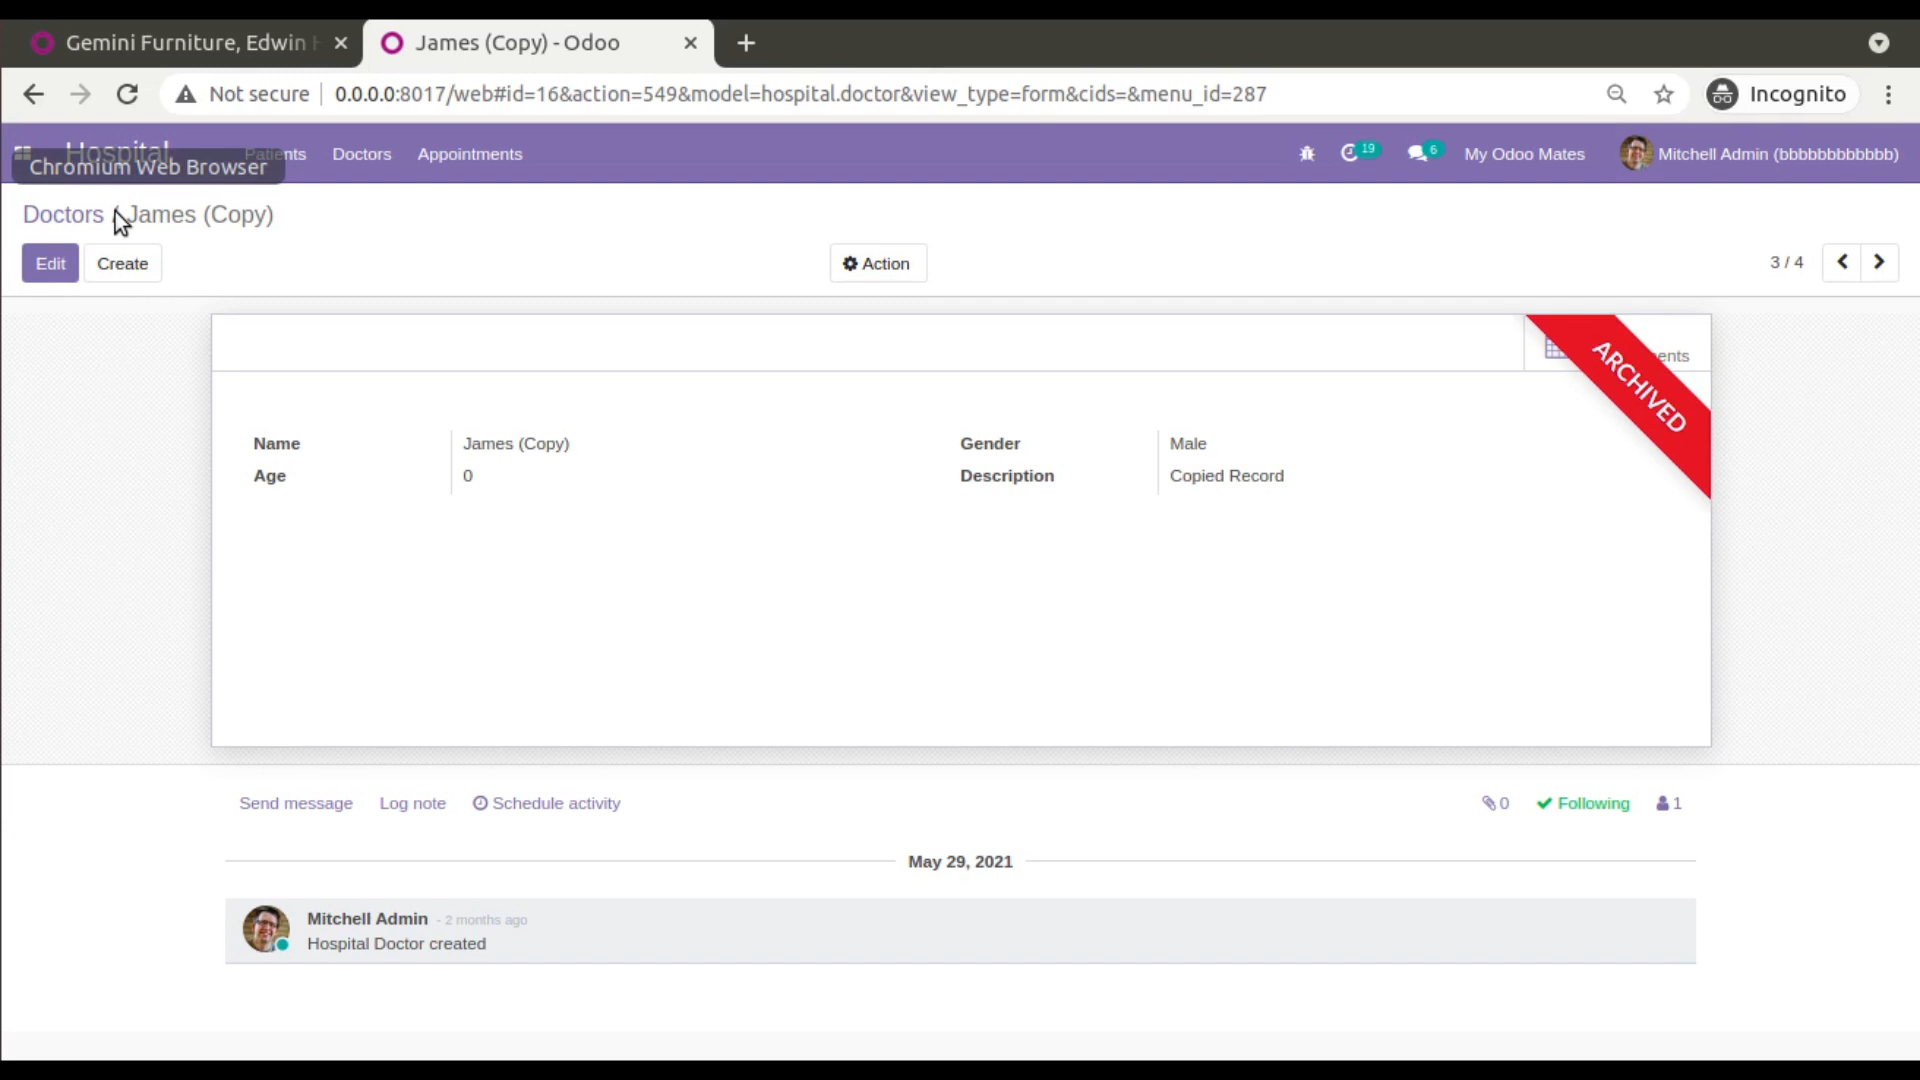 Gemini Furniture, Edwin
James (Copy) - Odoo
Not secure
0.0.0.0:8017/web#id=16&action=549&model=hospital.doctor&view_type=form&cids=&menu_id=287
Incognito
Hospital
Patients
Doctors
Appointments
19
6
My Odoo Mates
Mitchell Admin (bbbbbbbbbbbb)
Chromium Web Browser
Doctors / James (Copy)
Edit
Create
Action
3 / 4
ents
ARCHIVED
Name
James (Copy)
Gender
Male
Age
0
Description
Copied Record
Send message
Log note
Schedule activity
0
Following
1
May 29, 2021
Mitchell Admin - 2 months ago
Hospital Doctor created